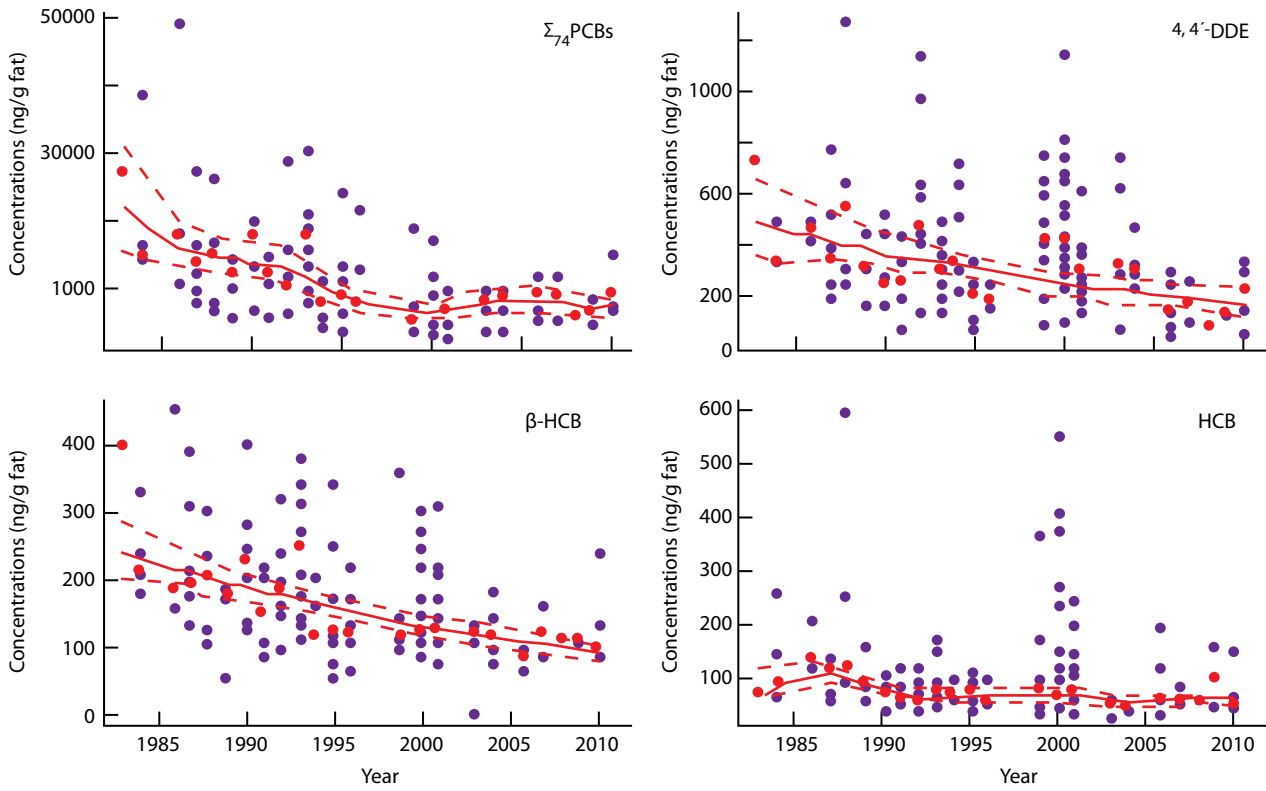 Σ74PCBs
Concentrations (ng/g fat)
50000
30000
1000
4, 4´-DDE
Concentrations (ng/g fat)
1000
600
200
0
β-HCB
Concentrations (ng/g fat)
400
300
200
100
0
1985 1990 1995 2000 2005 2010
Year
HCB
Concentrations (ng/g fat)
600
500
400
300
200
150
100
1985 1990 1995 2000 2005 2010
Year